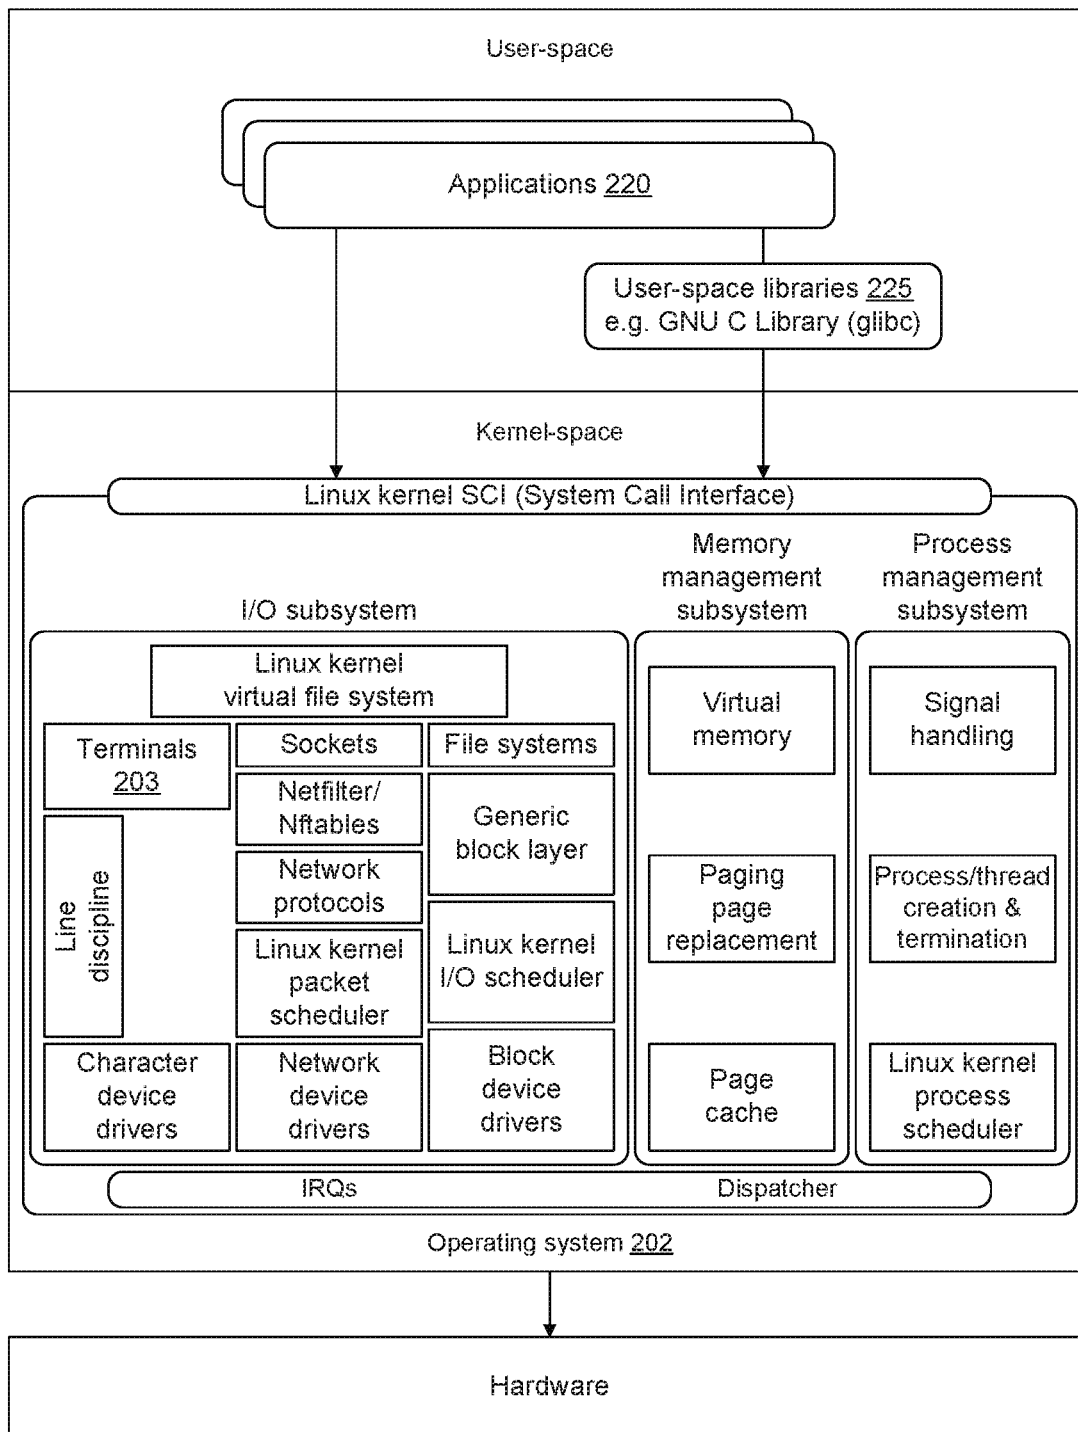 User-space
Applications 220
User-space libraries 225
e.g. GNU C Library (glibc)
Kernel-space
Linux kernel SCI (System Call Interface)
I/O subsystem
Memory
management
subsystem
Process
management
subsystem
Linux kernel
virtual file system
Terminals
203
Sockets
File systems
Netfilter/
Nftables
Generic
block layer
Line
discipline
Network
protocols
Linux kernel
packet
scheduler
Linux kernel
I/O scheduler
Character
device
drivers
Network
device
drivers
Block
device
drivers
Virtual
memory
Paging
page
replacement
Page
cache
Signal
handling
Process/thread
creation &
termination
Linux kernel
process
scheduler
IRQs
Dispatcher
Operating system 202
Hardware